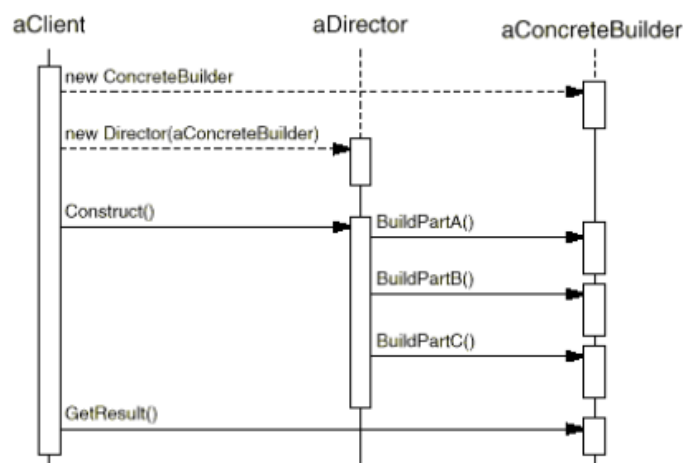 aClient
aDirector
aConcreteBuilder
new ConcreteBuilder
new Director(aConcreteBuilder)
Construct()
BuildPartA()
BuildPartB()
BuildPartC()
GetResult()